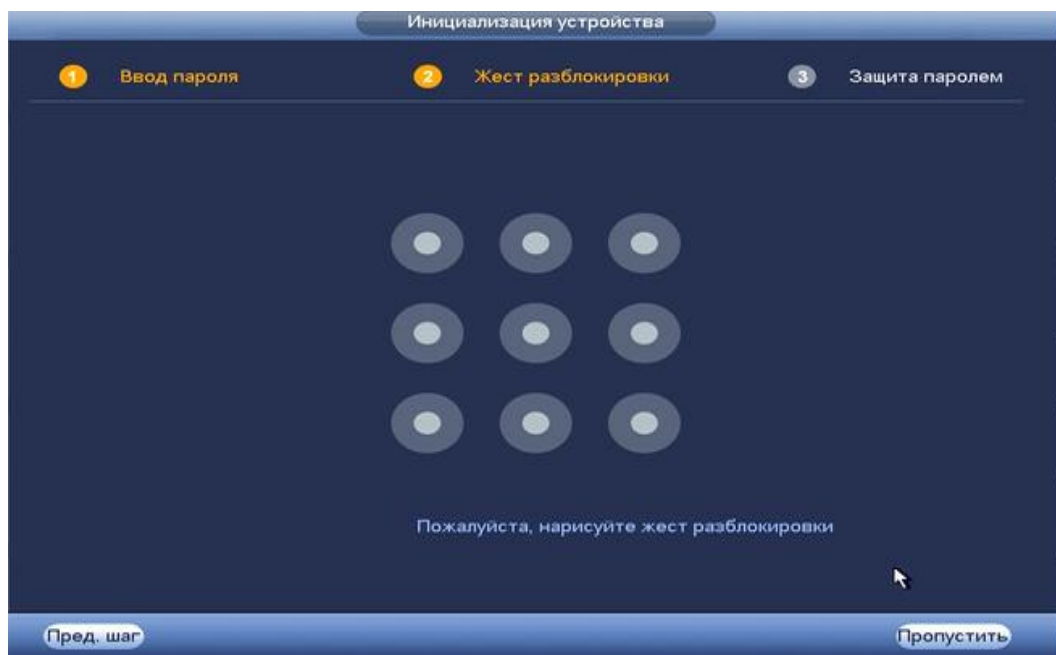 Инициализация устройства
1 Ввод пароля 2 Жест разблокировки 3 Защита паролем
Пожалуйста, нарисуйте жест разблокировки
Пред. шаг Пропустить